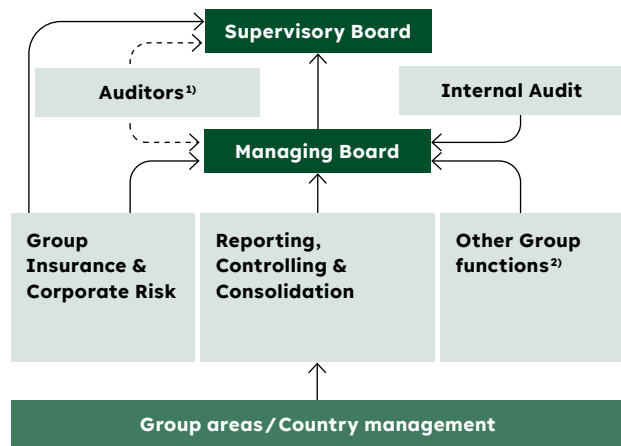 Supervisory Board
Auditors¹⁾
Internal Audit
Managing Board
Group
Insurance &
Corporate Risk
Reporting,
Controlling &
Consolidation
Other Group
functions²⁾
Group areas / Country management